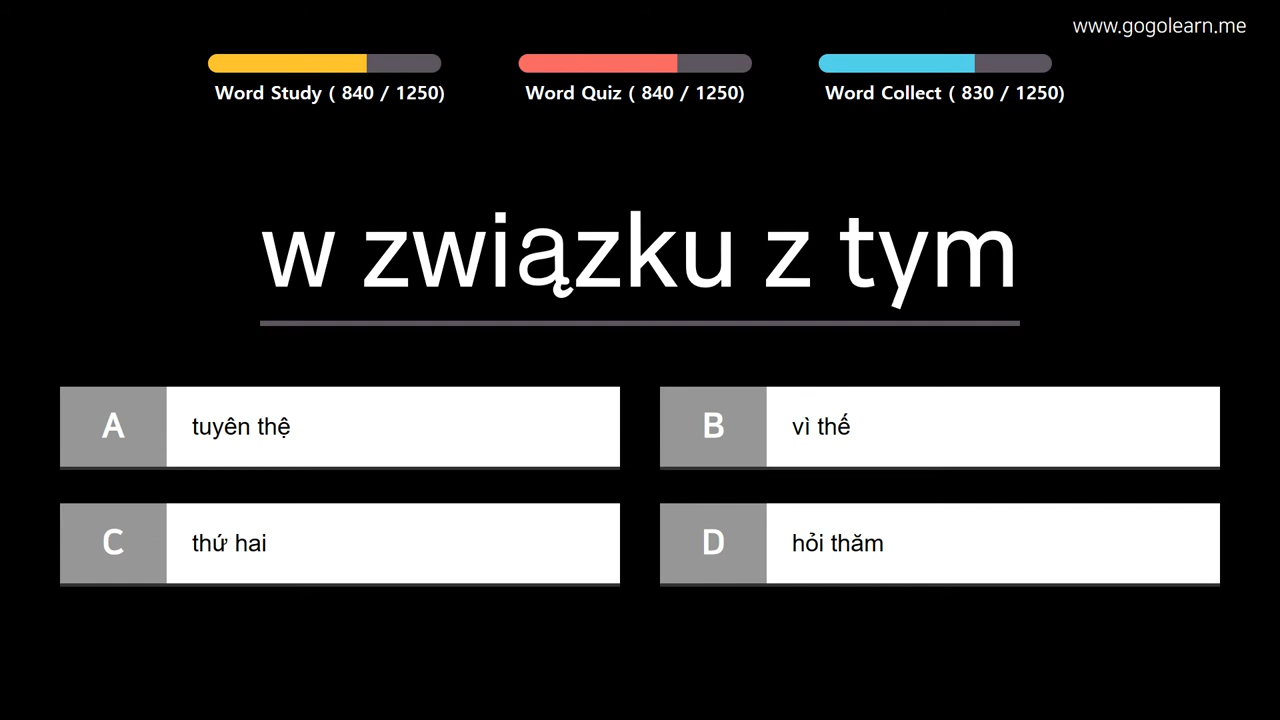 www.gogolearn.me
Word Study ( 840 / 1250)
Word Quiz ( 840 / 1250)
Word Collect ( 830 / 1250)
w związku z tym
A tuyên thệ
B vì thế
C thứ hai
D hỏi thăm